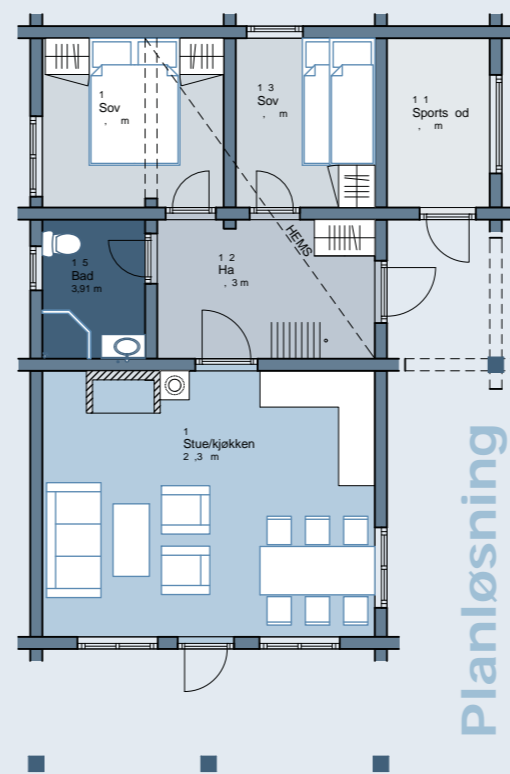 1
Sov
, m
1 3
Sov
, m
1 1
Sports od
, m
1 5
Bad
3,91 m
1 2
Ha
, 3 m
HEMS
1
Stue/kjøkken
2 ,3 m
Planløsning